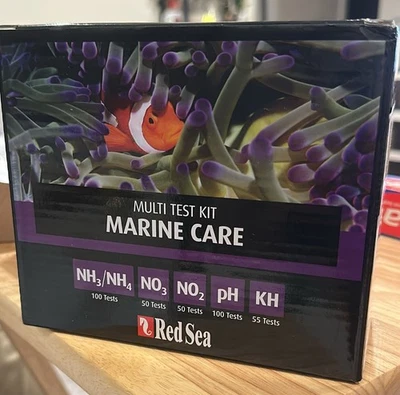 MULTI TEST KIT
MARINE CARE
NH₃/NH₄ NO₃ NO₂ pH KH
100 Tests 50 Tests 50 Tests 100 Tests 55 Tests
Red Sea